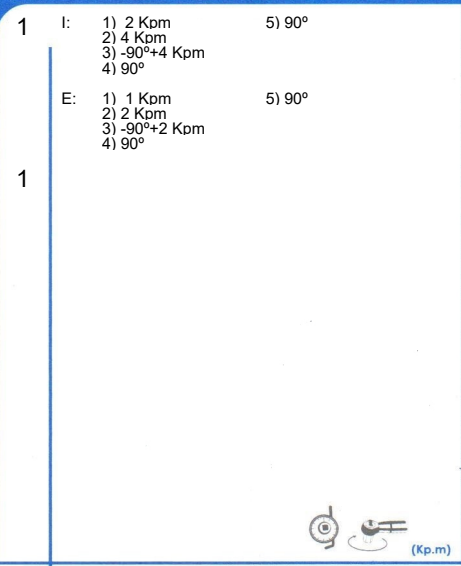 1 I: 1) 2 Kpm 5) 90º
2) 4 Kpm
3) -90º+4 Kpm
4) 90º
E: 1) 1 Kpm 5) 90º
2) 2 Kpm
3) -90º+2 Kpm
4) 90º
1
(Kp.m)